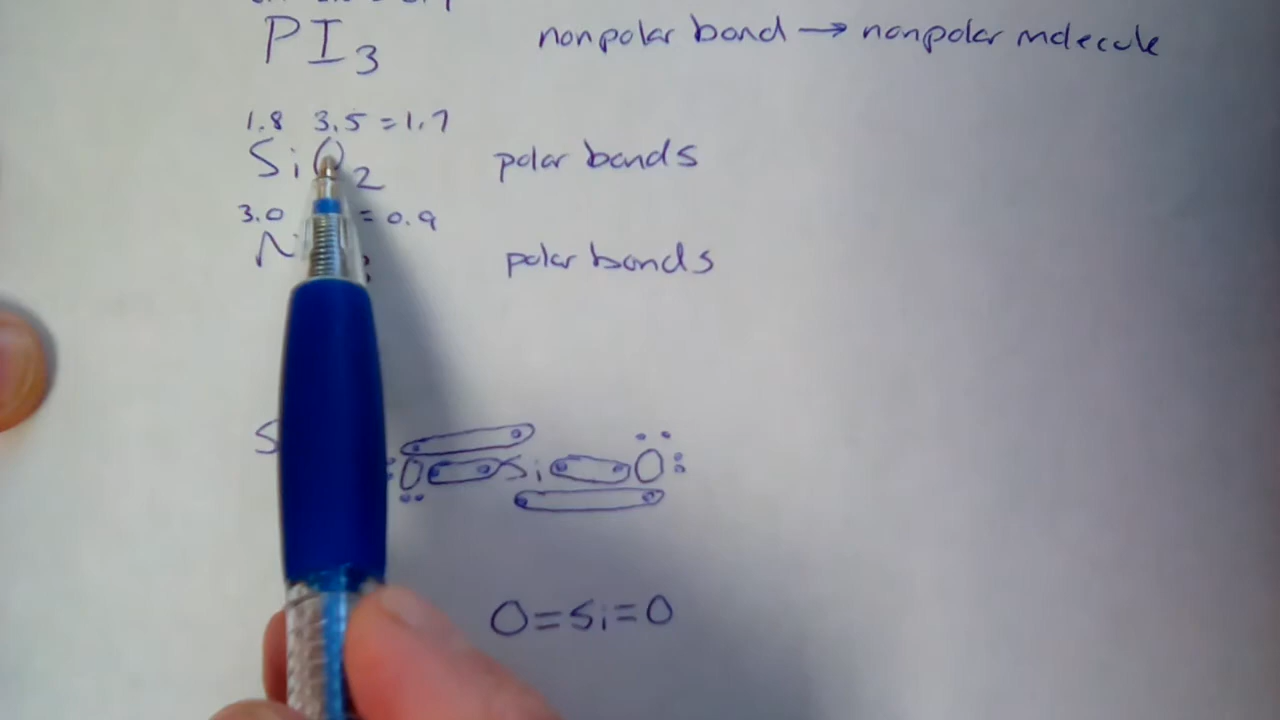 PI3 nonpolar bond → nonpolar molecule
1.8 3.5 = 1.7
SiO2 polar bonds
3.0 = 0.9
N polar bonds
S
O Si O
O=Si=O